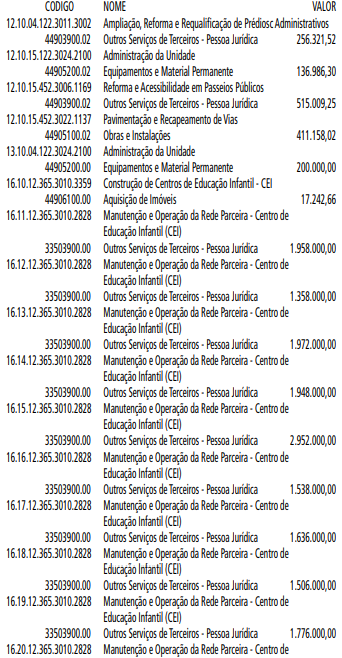 CODIGO NOME VALOR
12.10.04.122.3011.3002 Ampliação, Reforma e Requalificação de Prédiosc Administrativos
44903900.02 Outros Serviços de Terceiros - Pessoa Jurídica 256.321,52
12.10.15.122.3024.2100 Administração da Unidade
44905200.02 Equipamentos e Material Permanente 136.986,30
12.10.15.452.3006.1169 Reforma e Acessibilidade em Passeios Públicos
44903900.02 Outros Serviços de Terceiros - Pessoa Jurídica 515.009,25
12.10.15.452.3022.1137 Pavimentação e Recapeamento de Vias
44905100.02 Obras e Instalações 411.158,02
13.10.04.122.3024.2100 Administração da Unidade
44905200.00 Equipamentos e Material Permanente 200.000,00
16.10.12.365.3010.3359 Construção de Centros de Educação Infantil - CEI
44906100.00 Aquisição de Imóveis 17.242,66
16.11.12.365.3010.2828 Manutenção e Operação da Rede Parceira - Centro de
Educação Infantil (CEI)
33503900.00 Outros Serviços de Terceiros - Pessoa Jurídica 1.958.000,00
16.12.12.365.3010.2828 Manutenção e Operação da Rede Parceira - Centro de
Educação Infantil (CEI)
33503900.00 Outros Serviços de Terceiros - Pessoa Jurídica 1.358.000,00
16.13.12.365.3010.2828 Manutenção e Operação da Rede Parceira - Centro de
Educação Infantil (CEI)
33503900.00 Outros Serviços de Terceiros - Pessoa Jurídica 1.972.000,00
16.14.12.365.3010.2828 Manutenção e Operação da Rede Parceira - Centro de
Educação Infantil (CEI)
33503900.00 Outros Serviços de Terceiros - Pessoa Jurídica 1.948.000,00
16.15.12.365.3010.2828 Manutenção e Operação da Rede Parceira - Centro de
Educação Infantil (CEI)
33503900.00 Outros Serviços de Terceiros - Pessoa Jurídica 2.952.000,00
16.16.12.365.3010.2828 Manutenção e Operação da Rede Parceira - Centro de
Educação Infantil (CEI)
33503900.00 Outros Serviços de Terceiros - Pessoa Jurídica 1.538.000,00
16.17.12.365.3010.2828 Manutenção e Operação da Rede Parceira - Centro de
Educação Infantil (CEI)
33503900.00 Outros Serviços de Terceiros - Pessoa Jurídica 1.636.000,00
16.18.12.365.3010.2828 Manutenção e Operação da Rede Parceira - Centro de
Educação Infantil (CEI)
33503900.00 Outros Serviços de Terceiros - Pessoa Jurídica 1.506.000,00
16.19.12.365.3010.2828 Manutenção e Operação da Rede Parceira - Centro de
Educação Infantil (CEI)
33503900.00 Outros Serviços de Terceiros - Pessoa Jurídica 1.776.000,00
16.20.12.365.3010.2828 Manutenção e Operação da Rede Parceira - Centro de